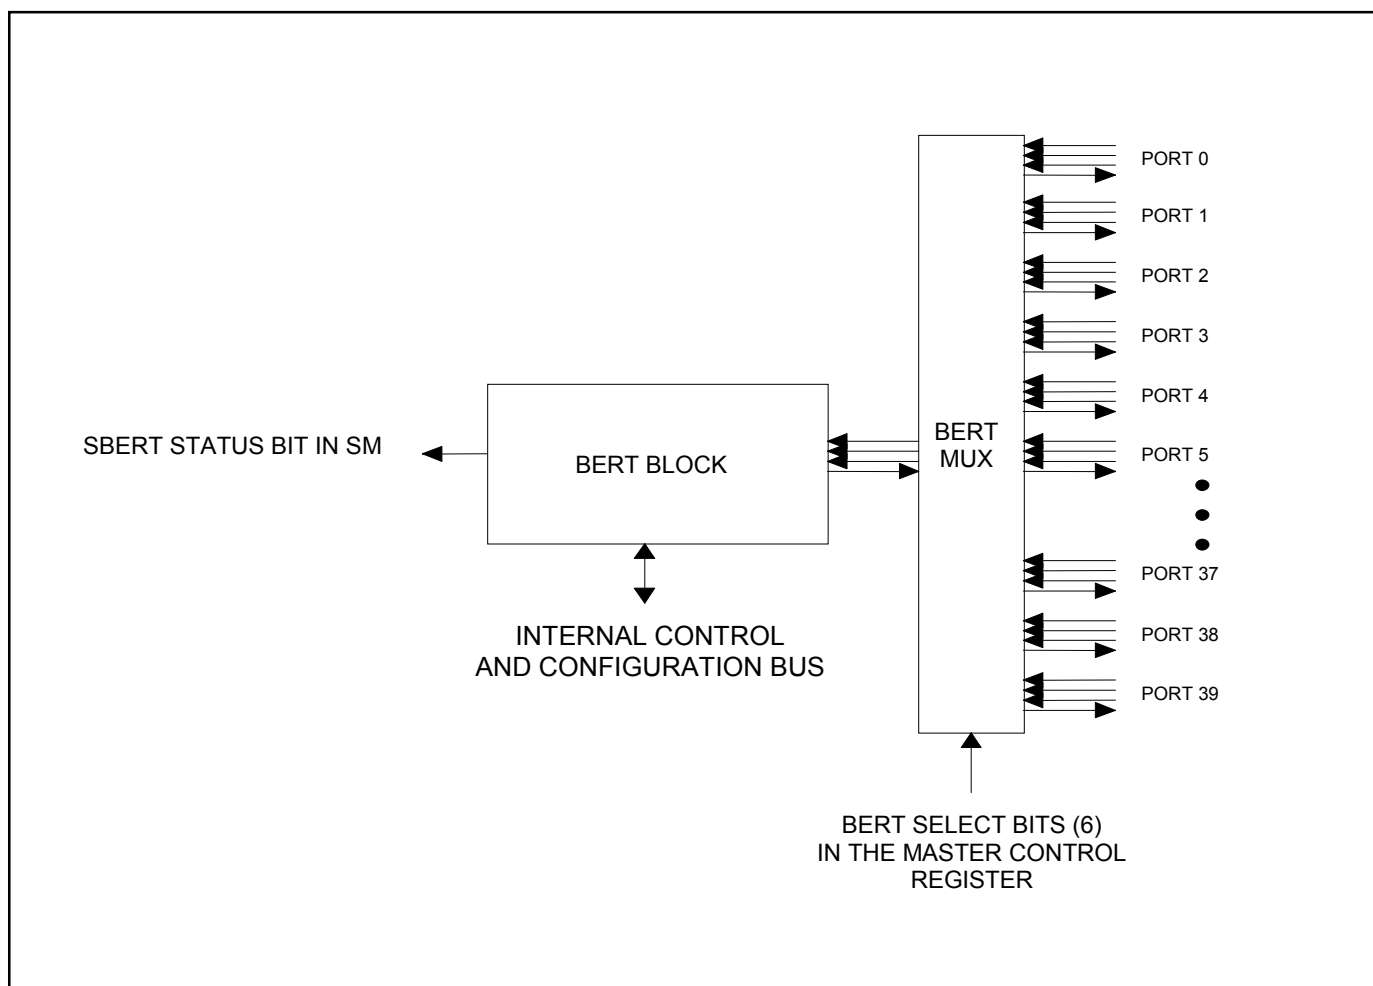 PORT 0
PORT 1
PORT 2
PORT 3
PORT 4
SBERT STATUS BIT IN SM
BERT BLOCK
BERT
MUX
PORT 5
PORT 37
INTERNAL CONTROL
AND CONFIGURATION BUS
PORT 38
PORT 39
BERT SELECT BITS (6)
IN THE MASTER CONTROL
REGISTER